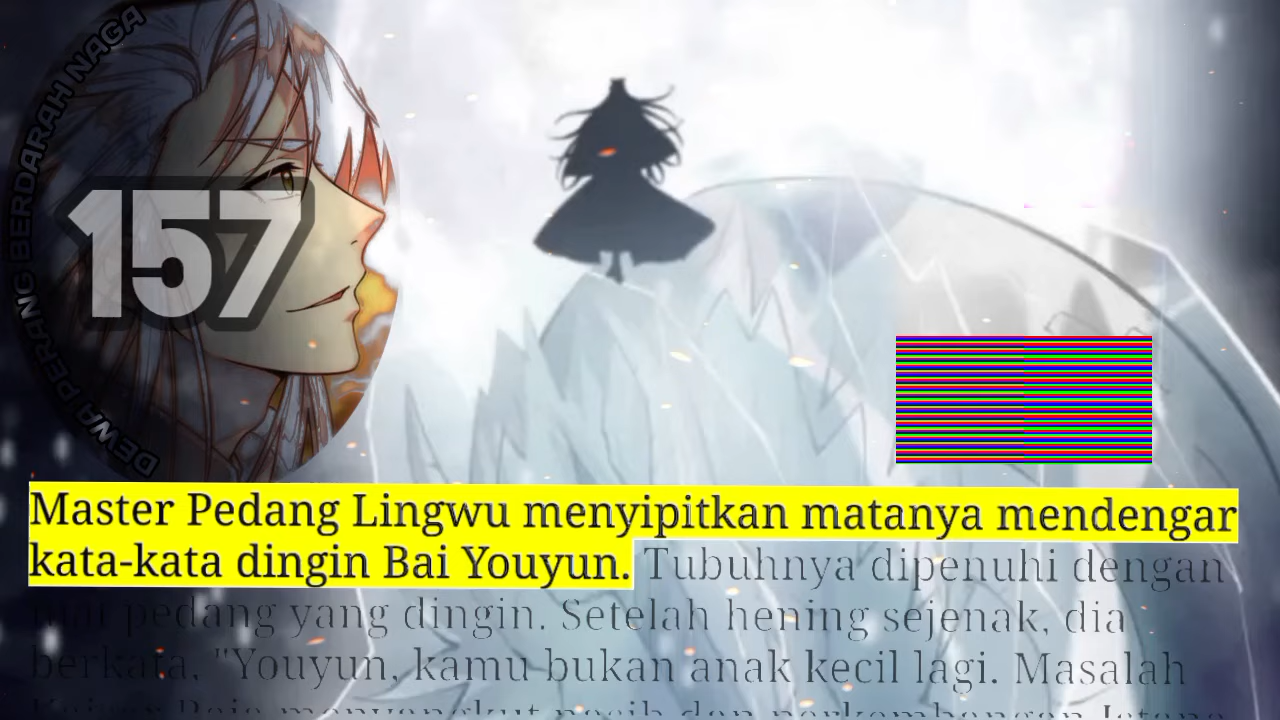 DEWA PERANG BERDARAH NAGA
157
Master Pedang Lingwu menyipitkan matanya mendengar
kata-kata dingin Bai Youyun. Tubuhnya dipenuhi dengan
niat pedang yang dingin. Setelah hening sejenak, dia
berkata, "Youyun, kamu bukan anak kecil lagi. Masalah